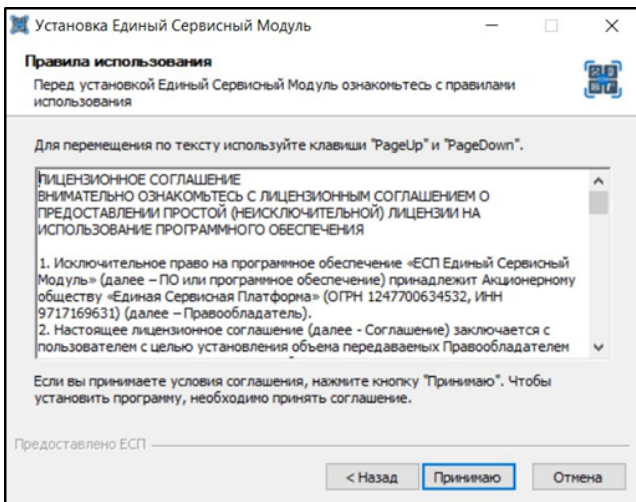 Установка Единый Сервисный Модуль
Правила использования
Перед установкой Единый Сервисный Модуль ознакомьтесь с правилами
использования
Для перемещения по тексту используйте клавиши "PageUp" и "PageDown".
ЛИЦЕНЗИОННОЕ СОГЛАШЕНИЕ
ВНИМАТЕЛЬНО ОЗНАКОМЬТЕСЬ С ЛИЦЕНЗИОННЫМ СОГЛАШЕНИЕМ О
ПРЕДОСТАВЛЕНИИ ПРОСТОЙ (НЕИСКЛЮЧИТЕЛЬНОЙ) ЛИЦЕНЗИИ НА
ИСПОЛЬЗОВАНИЕ ПРОГРАММНОГО ОБЕСПЕЧЕНИЯ
1. Исключительное право на программное обеспечение «ЕСП Единый Сервисный
Модуль» (далее – ПО или программное обеспечение) принадлежит Акционерному
обществу «Единая Сервисная Платформа» (ОГРН 1247700634532, ИНН
9717169631) (далее – Правообладатель).
2. Настоящее лицензионное соглашение (далее - Соглашение) заключается с
пользователем с целью установления объема передаваемых Правообладателем
Если вы принимаете условия соглашения, нажмите кнопку "Принимаю". Чтобы
установить программу, необходимо принять соглашение.
Предоставлено ЕСП
< Назад Принимаю Отмена